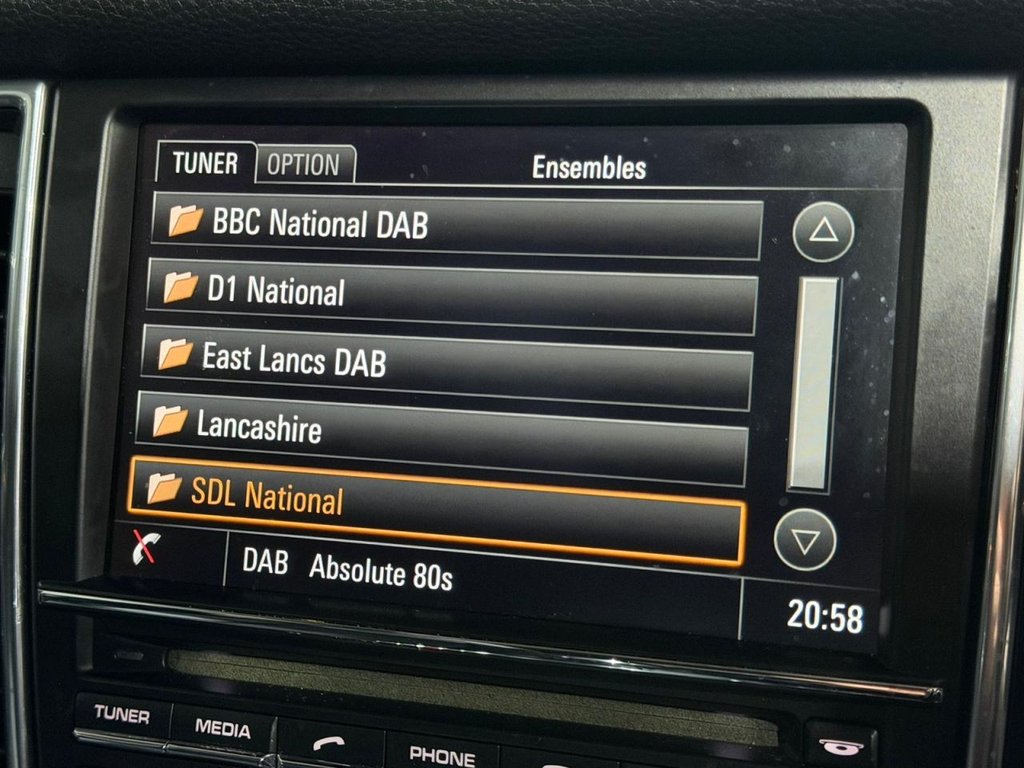 TUNER OPTION Ensembles
BBC National DAB
D1 National
East Lancs DAB
Lancashire
SDL National
DAB Absolute 80s
20:58
TUNER MEDIA PHONE